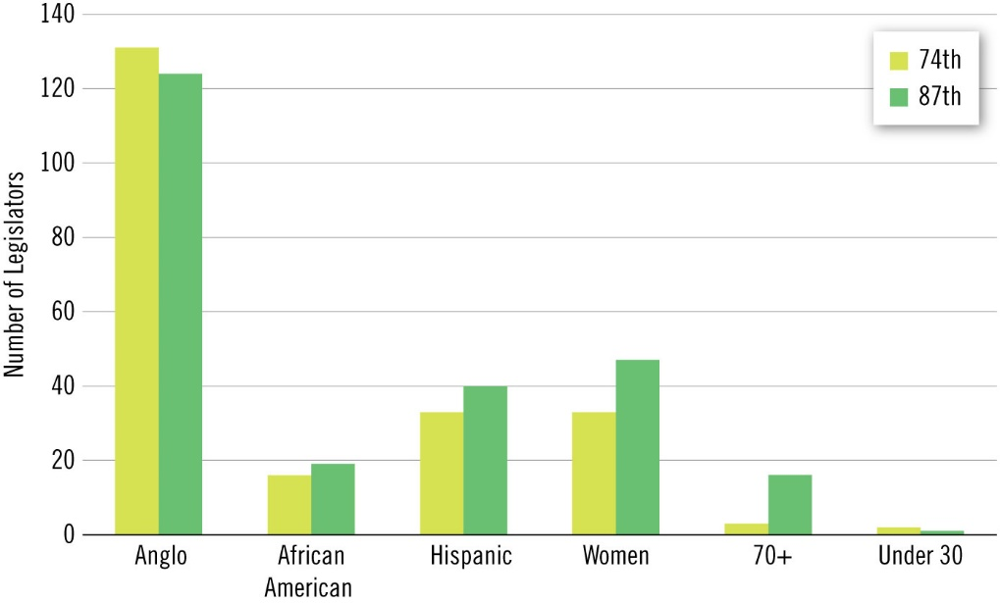 140
120
100
80
60
40
20
0
Number of Legislators
74th
87th
Anglo
African
American
Hispanic
Women
70+
Under 30